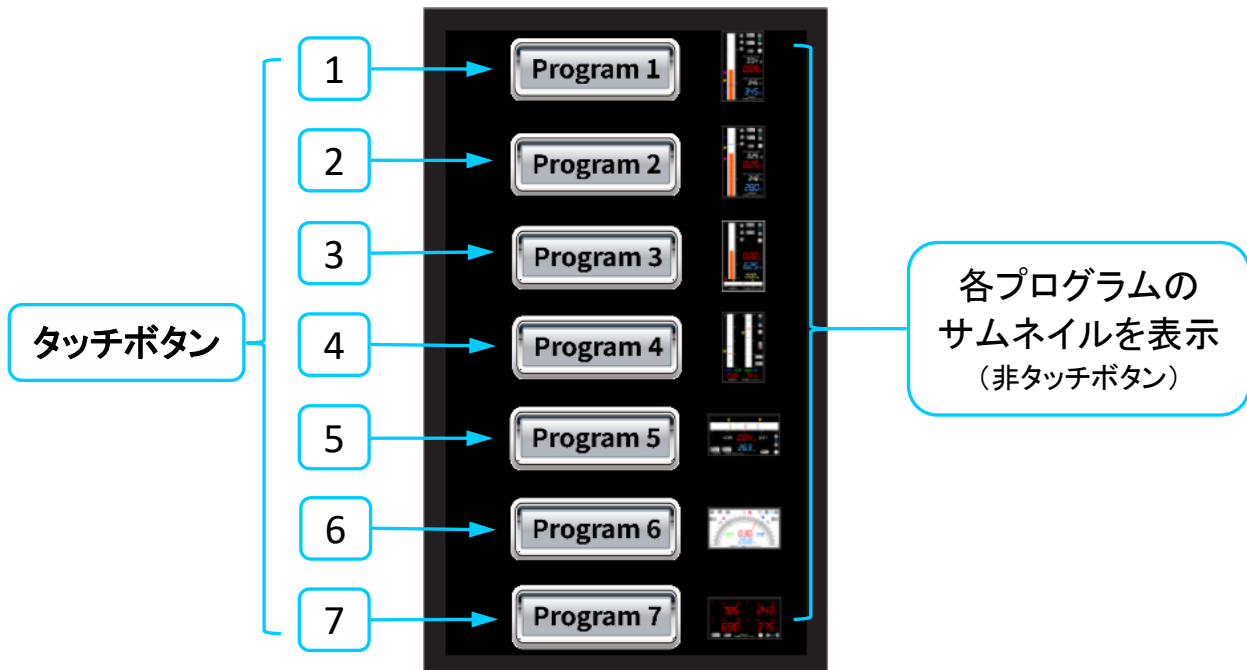 1
Program 1
2
Program 2
3
Program 3
4
Program 4
5
Program 5
6
Program 6
7
Program 7
タッチボタン
各プログラムの
サムネイルを表示
（非タッチボタン）